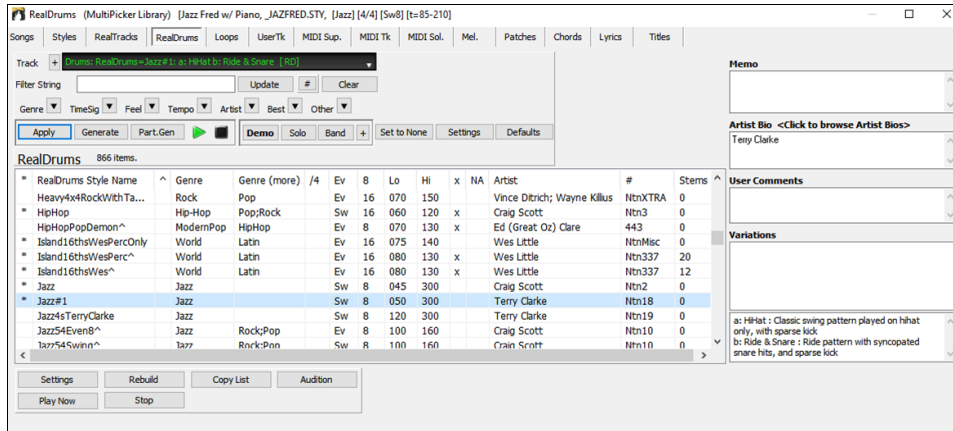 RealDrums (MultiPicker Library) [Jazz Fred w/ Piano, _JAZFRED.STY, [Jazz] [4/4] [Sw8] [t=85-210]
Songs Styles RealTracks RealDrums Loops UserTk MIDI Sup. MIDI Tk MIDI Sol. Mel. Patches Chords Lyrics Titles
Track + Drums: RealDrums=Jazz#1: a: HiHat b: Ride & Snare [ RD]
Filter String Update # Clear
Genre TimeSig Feel Tempo Artist Best Other
Apply Generate Part.Gen Demo Solo Band + Set to None Settings Defaults
RealDrums 866 items.
* RealDrums Style Name ^ Genre Genre (more) /4 Ev 8 Lo Hi x NA Artist # Stems
Heavy4x4RockWithTa... Rock Pop Ev 16 070 150 Vince Ditrich; Wayne Killius NtnXTRA 0
* HipHop Hip-Hop Pop;Rock Sw 16 060 120 x Craig Scott Ntn3 0
HipHopPopDemon^ ModernPop HipHop Ev 8 070 130 x Ed (Great Oz) Clare 443 0
* Island16thsWesPercOnly World Latin Ev 16 075 140 Wes Little NtnMisc 0
* Island16thsWesPerc^ World Latin Ev 16 080 130 x Wes Little Ntn337 20
* Island16thsWes^ World Latin Ev 16 080 130 x Wes Little Ntn337 12
* Jazz Jazz Sw 8 045 300 Craig Scott Ntn2 0
* Jazz#1 Jazz Sw 8 050 300 Terry Clarke Ntn18 0
Jazz4sTerryClarke Jazz Sw 8 120 300 Terry Clarke Ntn19 0
Jazz54Even8^ Jazz Rock;Pop Ev 8 100 160 Craig Scott Ntn10 0
Jazz54Swing^ Jazz Rock;Pop Sw 8 100 160 Craig Scott Ntn10 0
Settings Rebuild Copy List Audition
Play Now Stop
Memo
Artist Bio <Click to browse Artist Bios>
Terry Clarke
User Comments
Variations
a: HiHat : Classic swing pattern played on hihat
only, with sparse kick
b: Ride & Snare : Ride pattern with syncopated
snare hits, and sparse kick